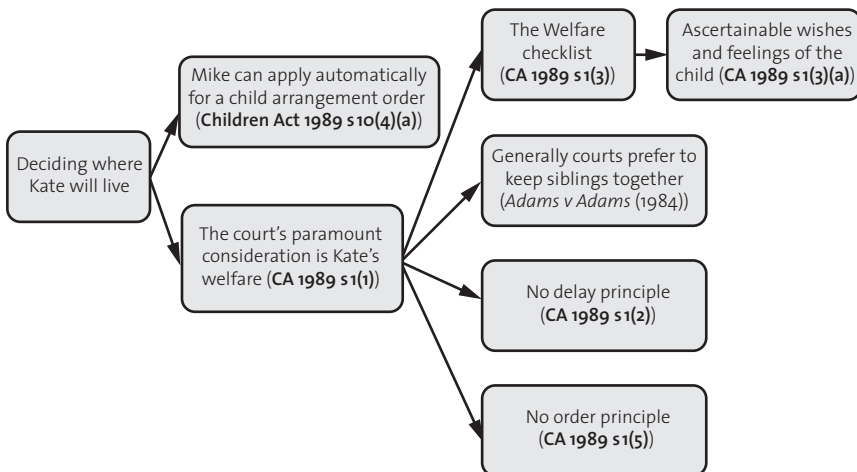 Deciding where
Kate will live
Mike can apply automatically
for a child arrangement order
(Children Act 1989 s10(4)(a))
The court's paramount
consideration is Kate's
welfare (CA 1989 s1(1))
The Welfare
checklist
(CA 1989 s1(3))
Ascertainable wishes
and feelings of the
child (CA 1989 s1(3)(a))
Generally courts prefer to
keep siblings together
(Adams v Adams (1984))
No delay principle
(CA 1989 s1(2))
No order principle
(CA 1989 s1(5))